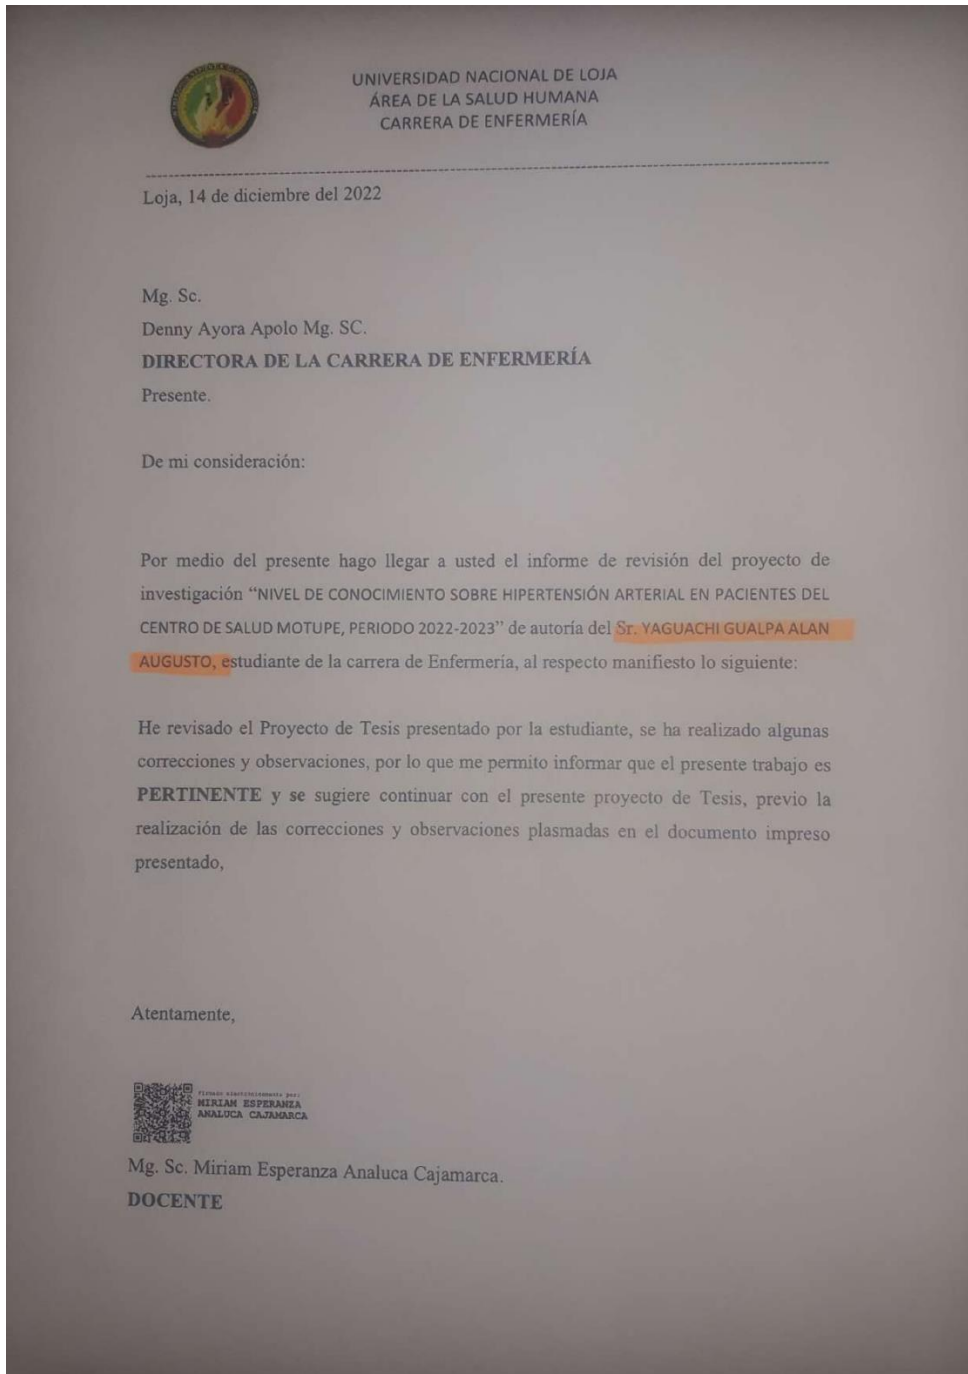 UNIVERSIDAD NACIONAL DE LOJA
ÁREA DE LA SALUD HUMANA
CARRERA DE ENFERMERÍA
Loja, 14 de diciembre del 2022
Mg. Sc.
Denny Ayora Apolo Mg. SC.
DIRECTORA DE LA CARRERA DE ENFERMERÍA
Presente.
De mi consideración:
Por medio del presente hago llegar a usted el informe de revisión del proyecto de
investigación “NIVEL DE CONOCIMIENTO SOBRE HIPERTENSIÓN ARTERIAL EN PACIENTES DEL
CENTRO DE SALUD MOTUPE, PERIODO 2022-2023” de autoría del Sr. YAGUACHI GUALPA ALAN
AUGUSTO, estudiante de la carrera de Enfermería, al respecto manifiesto lo siguiente:
He revisado el Proyecto de Tesis presentado por la estudiante, se ha realizado algunas
correcciones y observaciones, por lo que me permito informar que el presente trabajo es
PERTINENTE y se sugiere continuar con el presente proyecto de Tesis, previo la
realización de las correcciones y observaciones plasmadas en el documento impreso
presentado,
Atentamente,
Firmado electrónicamente por:
MIRIAM ESPERANZA
ANALUCA CAJAMARCA
Mg. Sc. Miriam Esperanza Analuca Cajamarca.
DOCENTE